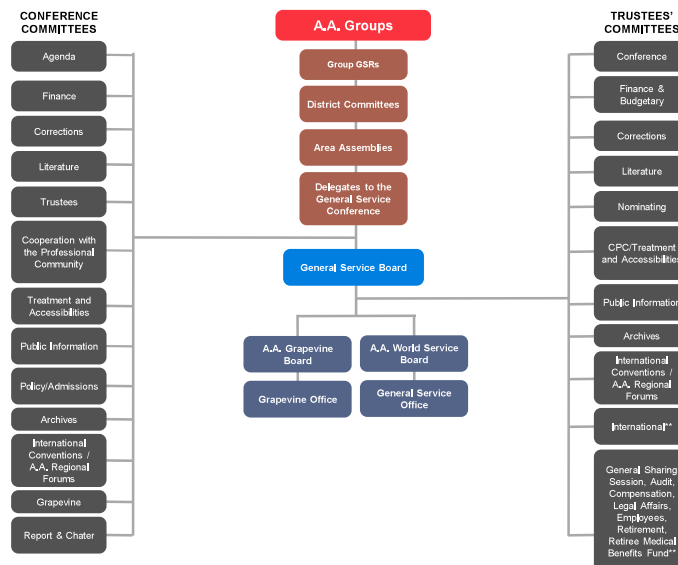 CONFERENCE
COMMITTEES
Agenda
Finance
Corrections
Literature
Trustees
Cooperation with
the Professional
Community
Treatment and
Accessibilities
Public Information
Policy/Admissions
Archives
International
Conventions /
A.A. Regional
Forums
Grapevine
Report & Chater
A.A. Groups
Group GSRs
District Committees
Area Assemblies
Delegates to the
General Service
Conference
General Service Board
A.A. Grapevine
Board
A.A. World Service
Board
Grapevine Office
General Service
Office
TRUSTEES'
COMMITTEES
Conference
Finance &
Budgetary
Corrections
Literature
Nominating
CPC/Treatment
and Accessibilities
Public Information
Archives
International
Conventions /
A.A. Regional
Forums
International**
General Sharing
Session, Audit,
Compensation,
Legal Affairs,
Employees,
Retirement,
Retiree Medical
Benefits Fund**